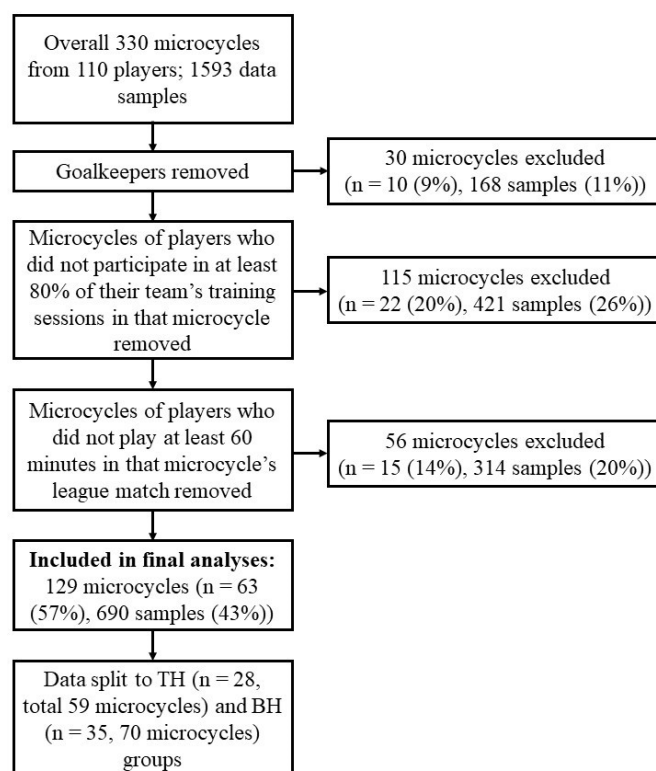 Overall 330 microcycles
from 110 players; 1593 data
samples
Goalkeepers removed
30 microcycles excluded
(n = 10 (9%), 168 samples (11%))
Microcycles of players who
did not participate in at least
80% of their team's training
sessions in that microcycle
removed
115 microcycles excluded
(n = 22 (20%), 421 samples (26%))
Microcycles of players who
did not play at least 60
minutes in that microcycle's
league match removed
56 microcycles excluded
(n = 15 (14%), 314 samples (20%))
Included in final analyses:
129 microcycles (n = 63
(57%), 690 samples (43%))
Data split to TH (n = 28,
total 59 microcycles) and BH
(n = 35, 70 microcycles)
groups